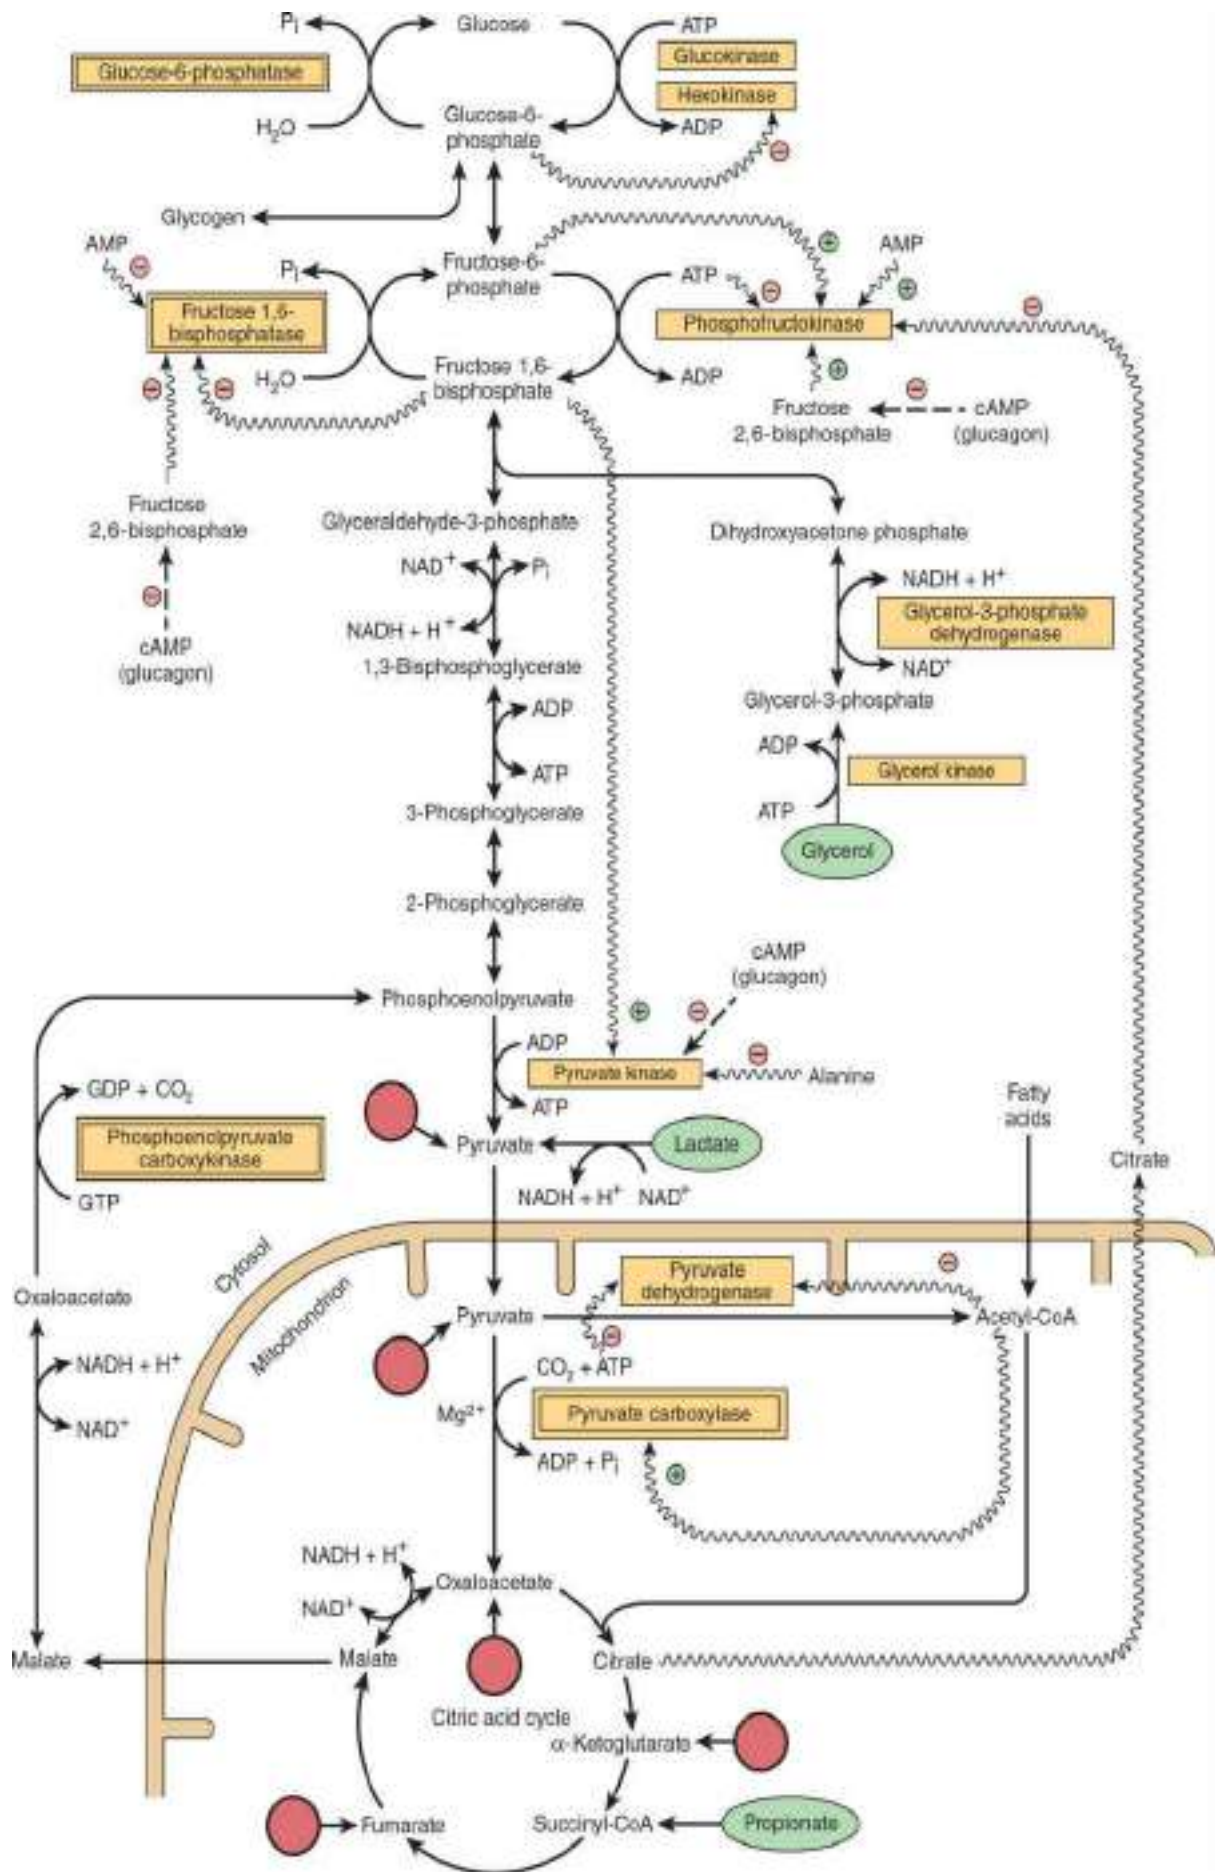 Pi
Glucose
ATP
Glucose-6-phosphatase
Glucokinase
Hexokinase
H2O
Glucose-6-
phosphate
ADP
−
Glycogen
AMP
−
Pi
Fructose-6-
phosphate
ATP
−
+
AMP
+
−
Fructose 1,6-
bisphosphatase
Phosphofructokinase
−
−
H2O
Fructose 1,6-
bisphosphate
ADP
+
−
Fructose
2,6-bisphosphate
cAMP
(glucagon)
Fructose
2,6-bisphosphate
Glyceraldehyde-3-phosphate
Dihydroxyacetone phosphate
−
NAD+
Pi
NADH + H+
NADH + H+
Glycerol-3-phosphate
dehydrogenase
cAMP
(glucagon)
1,3-Bisphosphoglycerate
NAD+
Glycerol-3-phosphate
ADP
ATP
ADP
Glycerol kinase
ATP
3-Phosphoglycerate
Glycerol
2-Phosphoglycerate
cAMP
(glucagon)
Phosphoenolpyruvate
+
−
ADP
Pyruvate kinase
−
Alanine
ATP
GDP + CO2
Phosphoenolpyruvate
carboxykinase
GTP
Pyruvate
Lactate
NADH + H+
NAD+
Fatty
acids
Citrate
Cytosol
Mitochondrion
Oxaloacetate
Pyruvate
dehydrogenase
−
Pyruvate
Acetyl-CoA
−
NADH + H+
NAD+
CO2 + ATP
Mg2+
Pyruvate carboxylase
ADP + Pi
+
NADH + H+
NAD+
Oxaloacetate
Malate
Malate
Citrate
Citric acid cycle
α-Ketoglutarate
Fumarate
Succinyl-CoA
Propionate